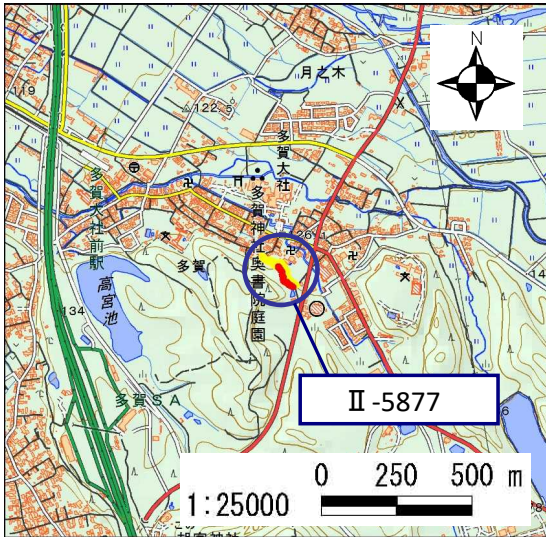 N
119
月之木
122.5
多賀大社
多賀大社前駅
多賀神社奥書院庭園
多賀
高宮池
134
多賀SA
Ⅱ-5877
0 250 500 m
1:25000